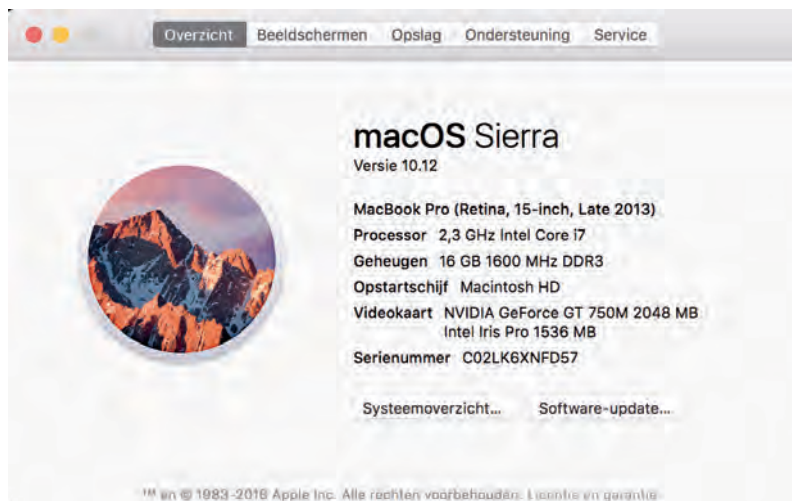 Overzicht Beeldschermen Opslag Ondersteuning Service
macOS Sierra
Versie 10.12
MacBook Pro (Retina, 15-inch, Late 2013)
Processor 2,3 GHz Intel Core i7
Geheugen 16 GB 1600 MHz DDR3
Opstartschijf Macintosh HD
Videokaart NVIDIA GeForce GT 750M 2048 MB
Intel Iris Pro 1536 MB
Serienummer C02LK6XNFD57
Systeemoverzicht... Software-update...
™ en © 1983-2016 Apple Inc. Alle rechten voorbehouden. Licentie en garantie